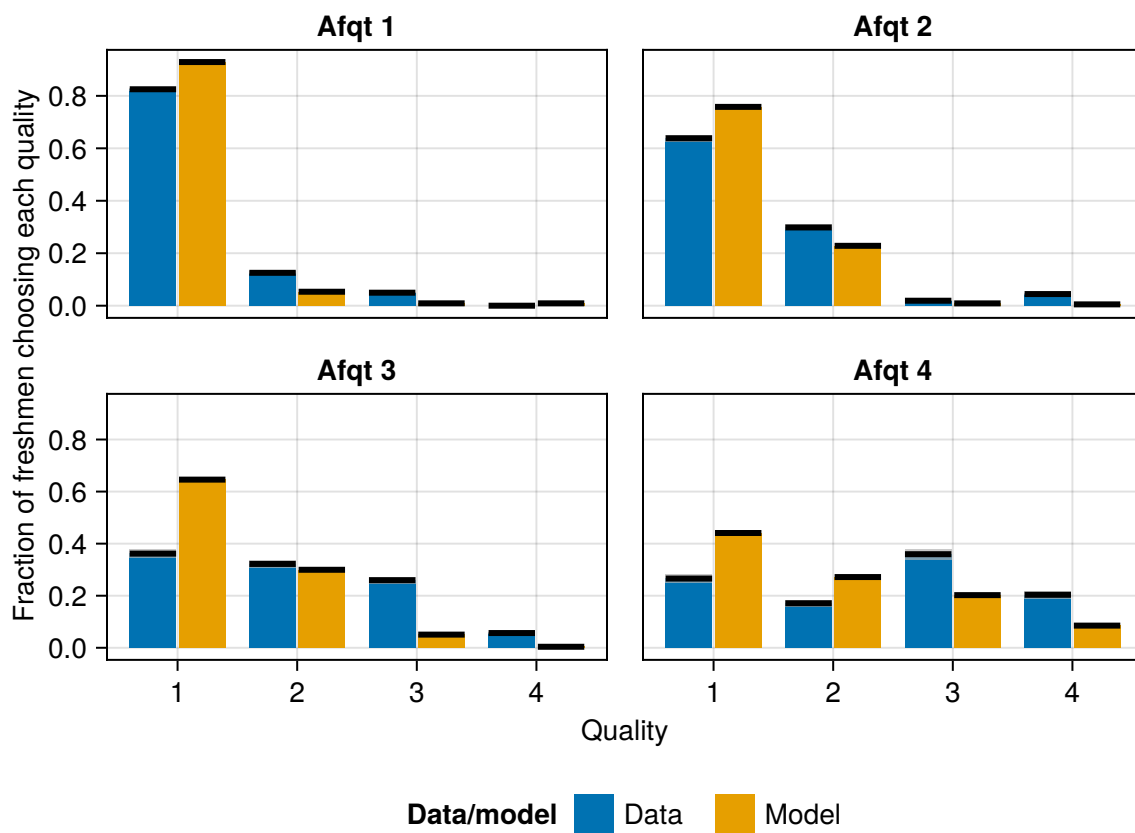 Afqt 1
Afqt 2
Fraction of freshmen choosing each quality
0.8
0.6
0.4
0.2
0.0
Afqt 3
Afqt 4
0.8
0.6
0.4
0.2
0.0
1 2 3 4
1 2 3 4
Quality
Data/model Data Model